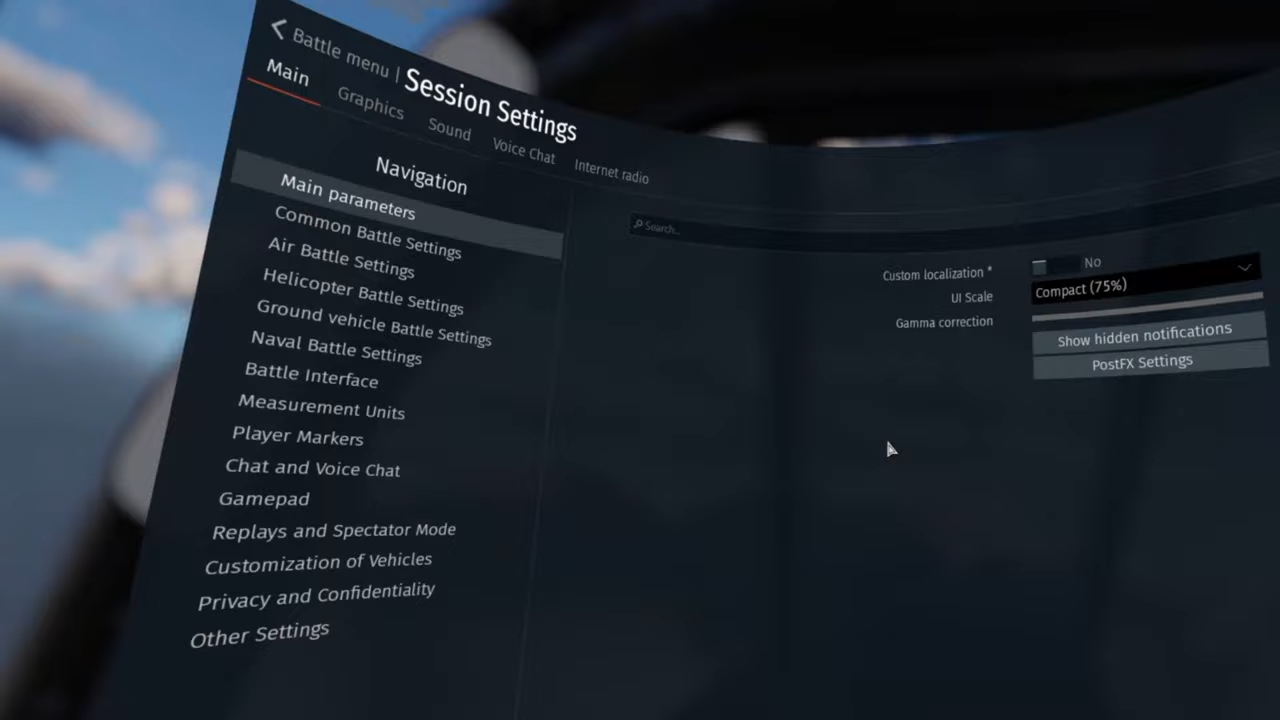 Battle menu | Session Settings
Main Graphics Sound Voice Chat Internet radio
Navigation
Main parameters
Common Battle Settings
Air Battle Settings
Helicopter Battle Settings
Ground vehicle Battle Settings
Naval Battle Settings
Battle Interface
Measurement Units
Player Markers
Chat and Voice Chat
Gamepad
Replays and Spectator Mode
Customization of Vehicles
Privacy and Confidentiality
Other Settings
Search...
Custom localization * No
UI Scale Compact (75%)
Gamma correction
Show hidden notifications
PostFX Settings